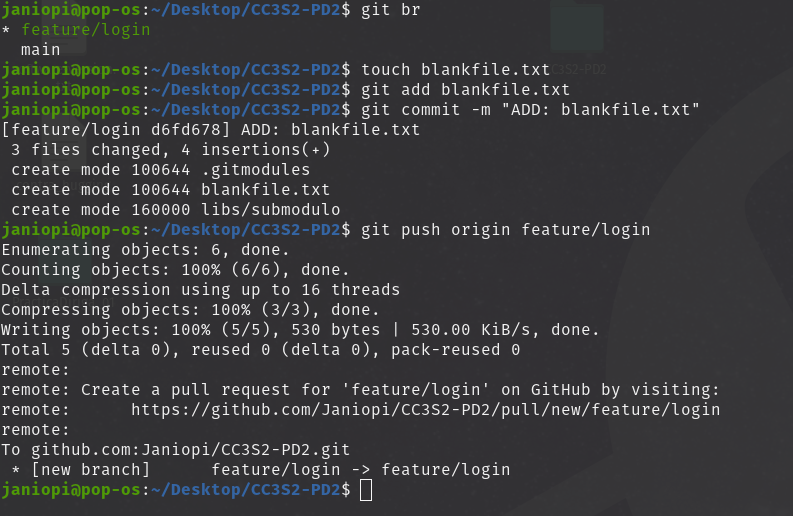 janiopi@pop-os:~/Desktop/CC3S2-PD2$ git br
* feature/login
  main
janiopi@pop-os:~/Desktop/CC3S2-PD2$ touch blankfile.txt
janiopi@pop-os:~/Desktop/CC3S2-PD2$ git add blankfile.txt
janiopi@pop-os:~/Desktop/CC3S2-PD2$ git commit -m "ADD: blankfile.txt"
[feature/login d6fd678] ADD: blankfile.txt
 3 files changed, 4 insertions(+)
 create mode 100644 .gitmodules
 create mode 100644 blankfile.txt
 create mode 160000 libs/submodulo
janiopi@pop-os:~/Desktop/CC3S2-PD2$ git push origin feature/login
Enumerating objects: 6, done.
Counting objects: 100% (6/6), done.
Delta compression using up to 16 threads
Compressing objects: 100% (3/3), done.
Writing objects: 100% (5/5), 530 bytes | 530.00 KiB/s, done.
Total 5 (delta 0), reused 0 (delta 0), pack-reused 0
remote:
remote: Create a pull request for 'feature/login' on GitHub by visiting:
remote:      https://github.com/Janiopi/CC3S2-PD2/pull/new/feature/login
remote:
To github.com:Janiopi/CC3S2-PD2.git
 * [new branch]      feature/login -> feature/login
janiopi@pop-os:~/Desktop/CC3S2-PD2$